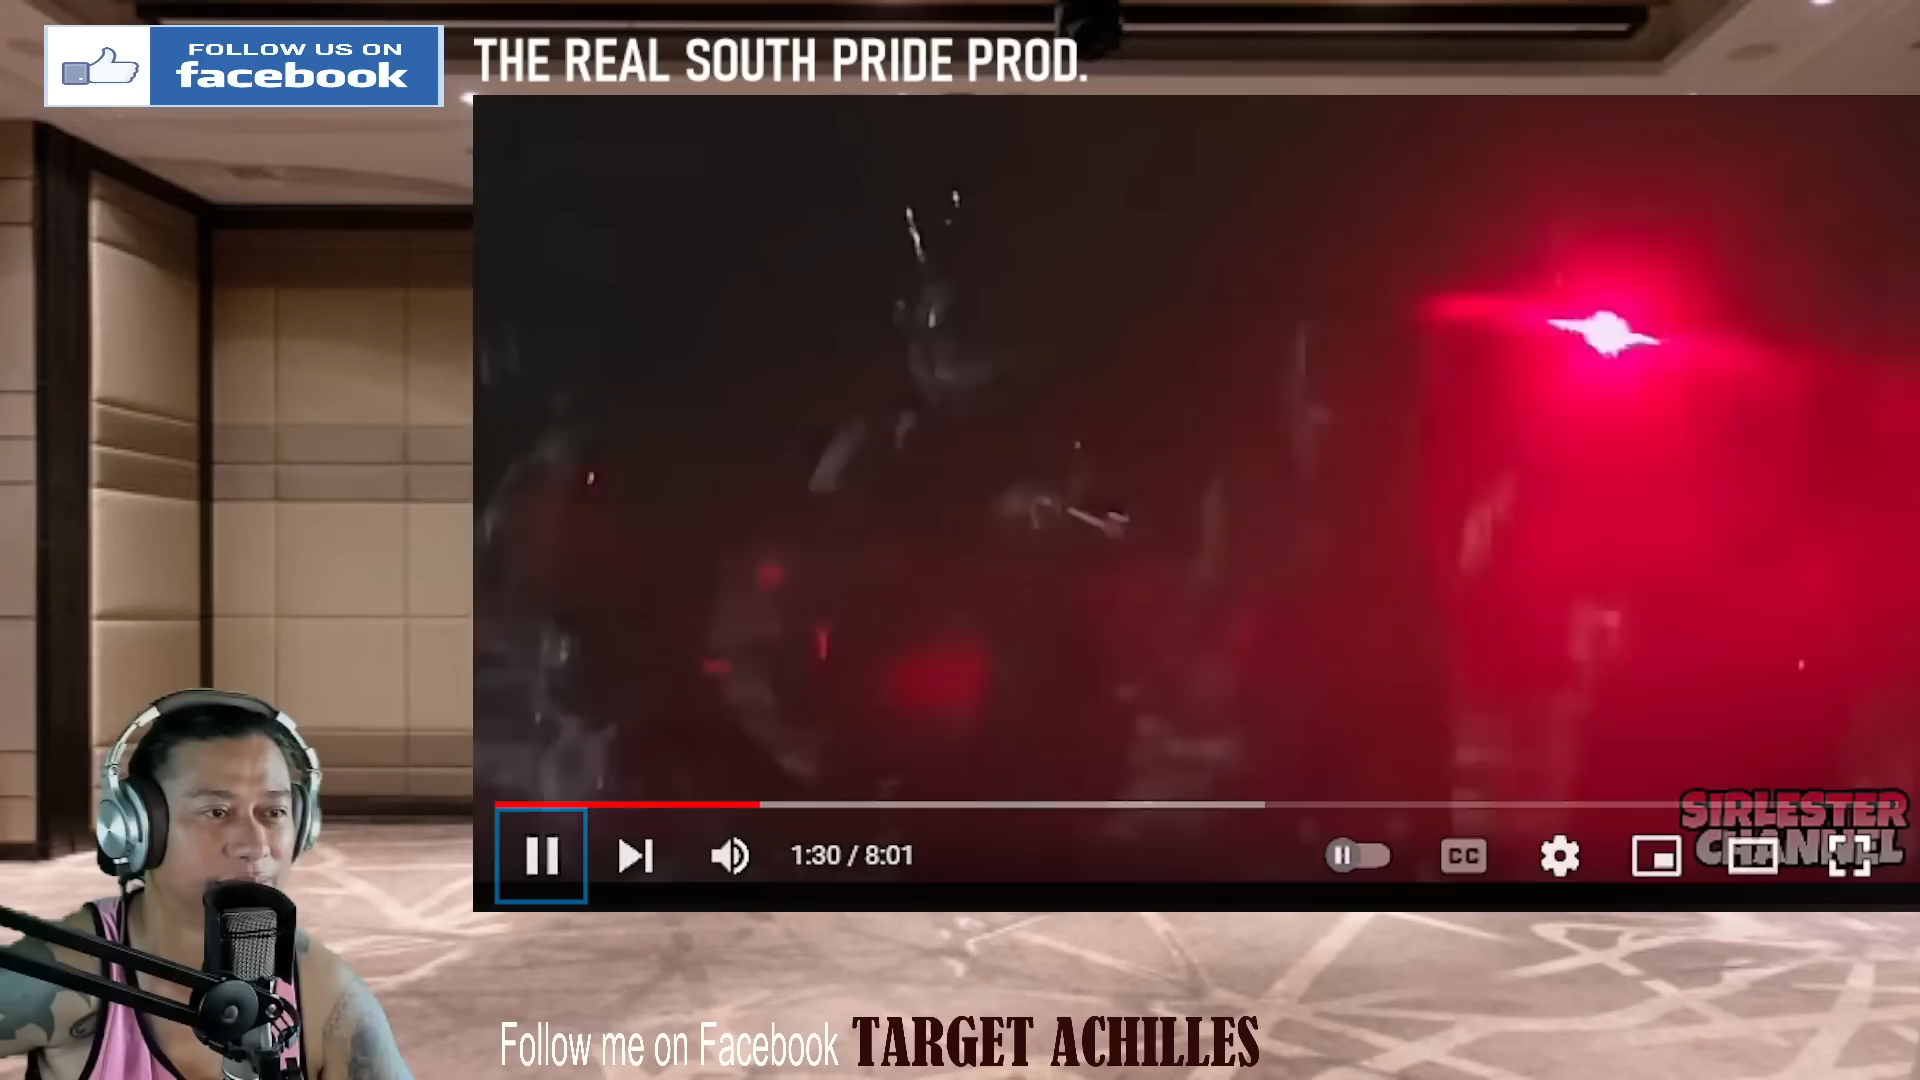 FOLLOW US ON
facebook
THE REAL SOUTH PRIDE PROD.
SIRLESTER
CHANNEL
1:30 / 8:01
CC
Follow me on Facebook TARGET ACHILLES